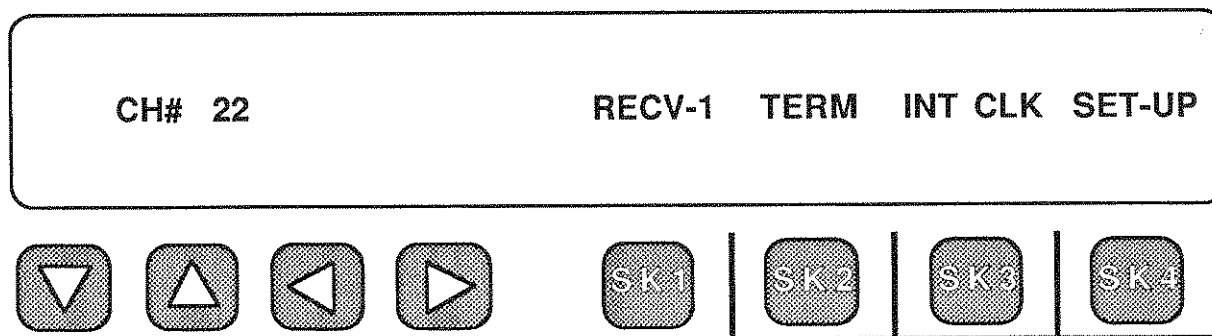 CH# 22 RECV-1 TERM INT CLK SET-UP
SK1 SK2 SK3 SK4